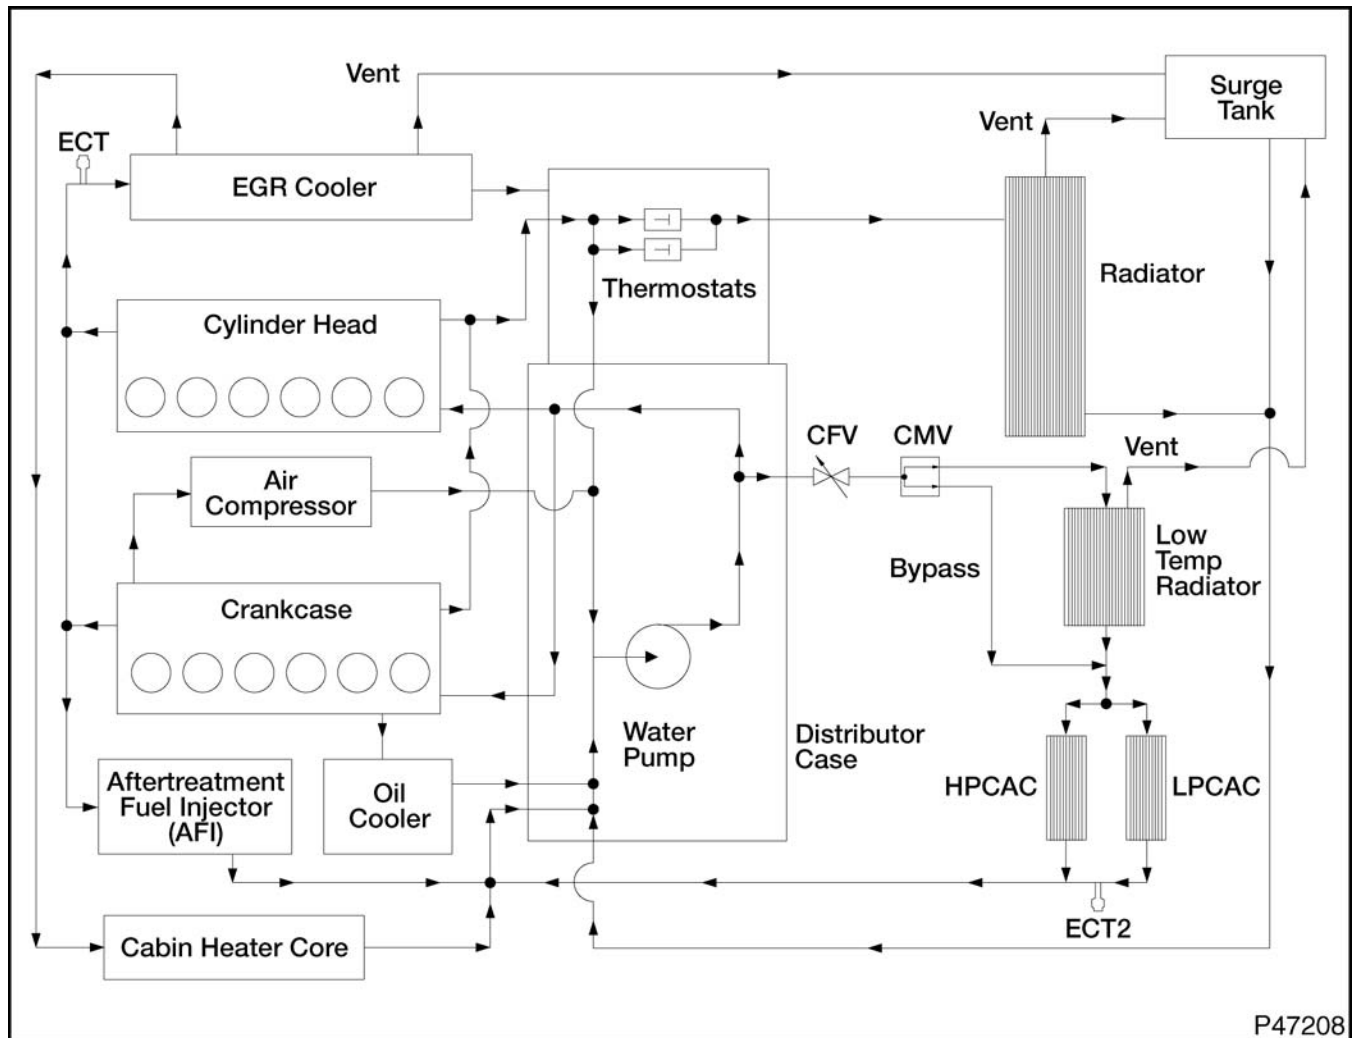 Vent
Surge
Tank
ECT
Vent
EGR Cooler
Thermostats
Radiator
Cylinder Head
CFV
CMV
Vent
Air
Compressor
Low
Temp
Radiator
Bypass
Crankcase
Water
Pump
Distributor
Case
HPCAC
LPCAC
Aftertreatment
Fuel Injector
(AFI)
Oil
Cooler
ECT2
Cabin Heater Core
P47208